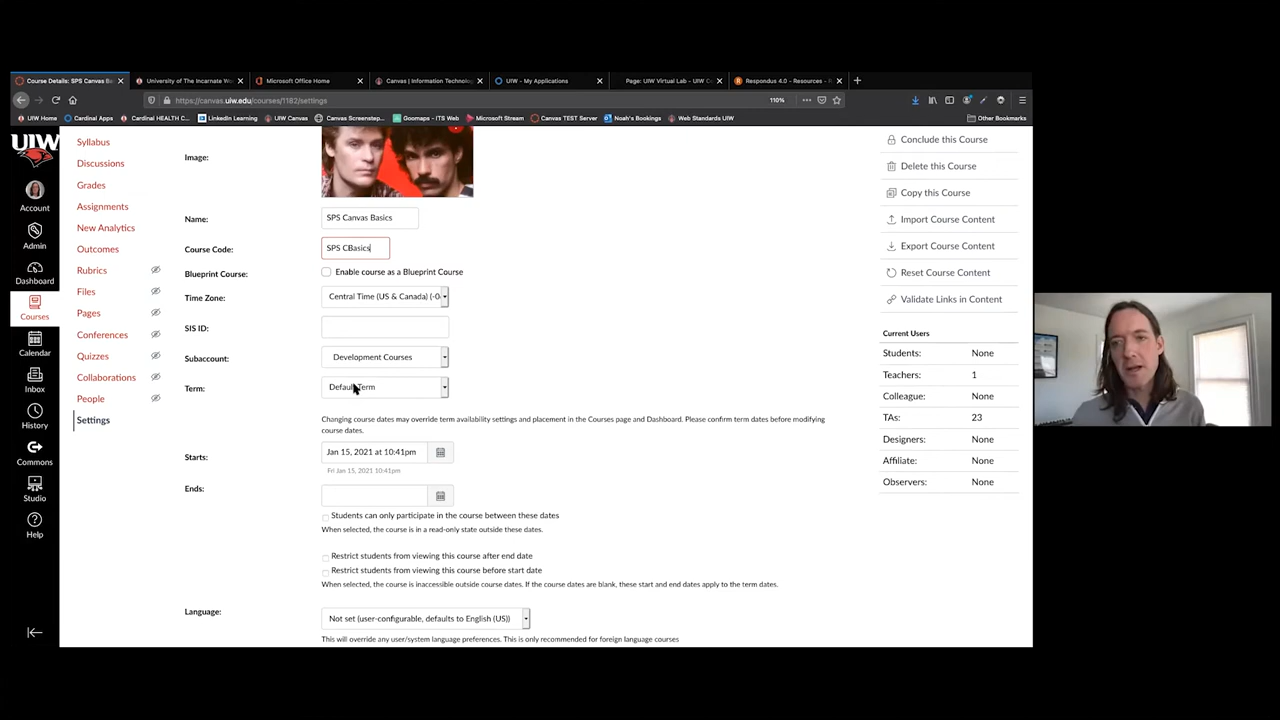 Course Details: SPS Canvas Ba
University of The Incarnate Wo
Microsoft Office Home
Canvas | Information Technolo
UIW - My Applications
Page: UIW Virtual Lab - UIW C
Respondus 4.0 - Resources - R
https://canvas.uiw.edu/courses/1182/settings
110%
UIW Home
Cardinal Apps
Cardinal HEALTH C...
LinkedIn Learning
UIW Canvas
Canvas Screenstep...
Goomaps - ITS Web
Microsoft Stream
Canvas TEST Server
Noah's Bookings
Web Standards UIW
Other Bookmarks
UIW
Account
Admin
Dashboard
Courses
Calendar
Inbox
History
Commons
Studio
Help
Syllabus
Discussions
Grades
Assignments
New Analytics
Outcomes
Rubrics
Files
Pages
Conferences
Quizzes
Collaborations
People
Settings
Image:
Name:
SPS Canvas Basics
Course Code:
SPS CBasics
Blueprint Course:
Enable course as a Blueprint Course
Time Zone:
Central Time (US & Canada) (-0
SIS ID:
Subaccount:
Development Courses
Term:
Default Term
Changing course dates may override term availability settings and placement in the Courses page and Dashboard. Please confirm term dates before modifying
course dates.
Starts:
Jan 15, 2021 at 10:41pm
Fri Jan 15, 2021 10:41pm
Ends:
Students can only participate in the course between these dates
When selected, the course is in a read-only state outside these dates.
Restrict students from viewing this course after end date
Restrict students from viewing this course before start date
When selected, the course is inaccessible outside course dates. If the course dates are blank, these start and end dates apply to the term dates.
Language:
Not set (user-configurable, defaults to English (US))
This will override any user/system language preferences. This is only recommended for foreign language courses
Conclude this Course
Delete this Course
Copy this Course
Import Course Content
Export Course Content
Reset Course Content
Validate Links in Content
Current Users
Students: None
Teachers: 1
Colleague: None
TAs: 23
Designers: None
Affiliate: None
Observers: None